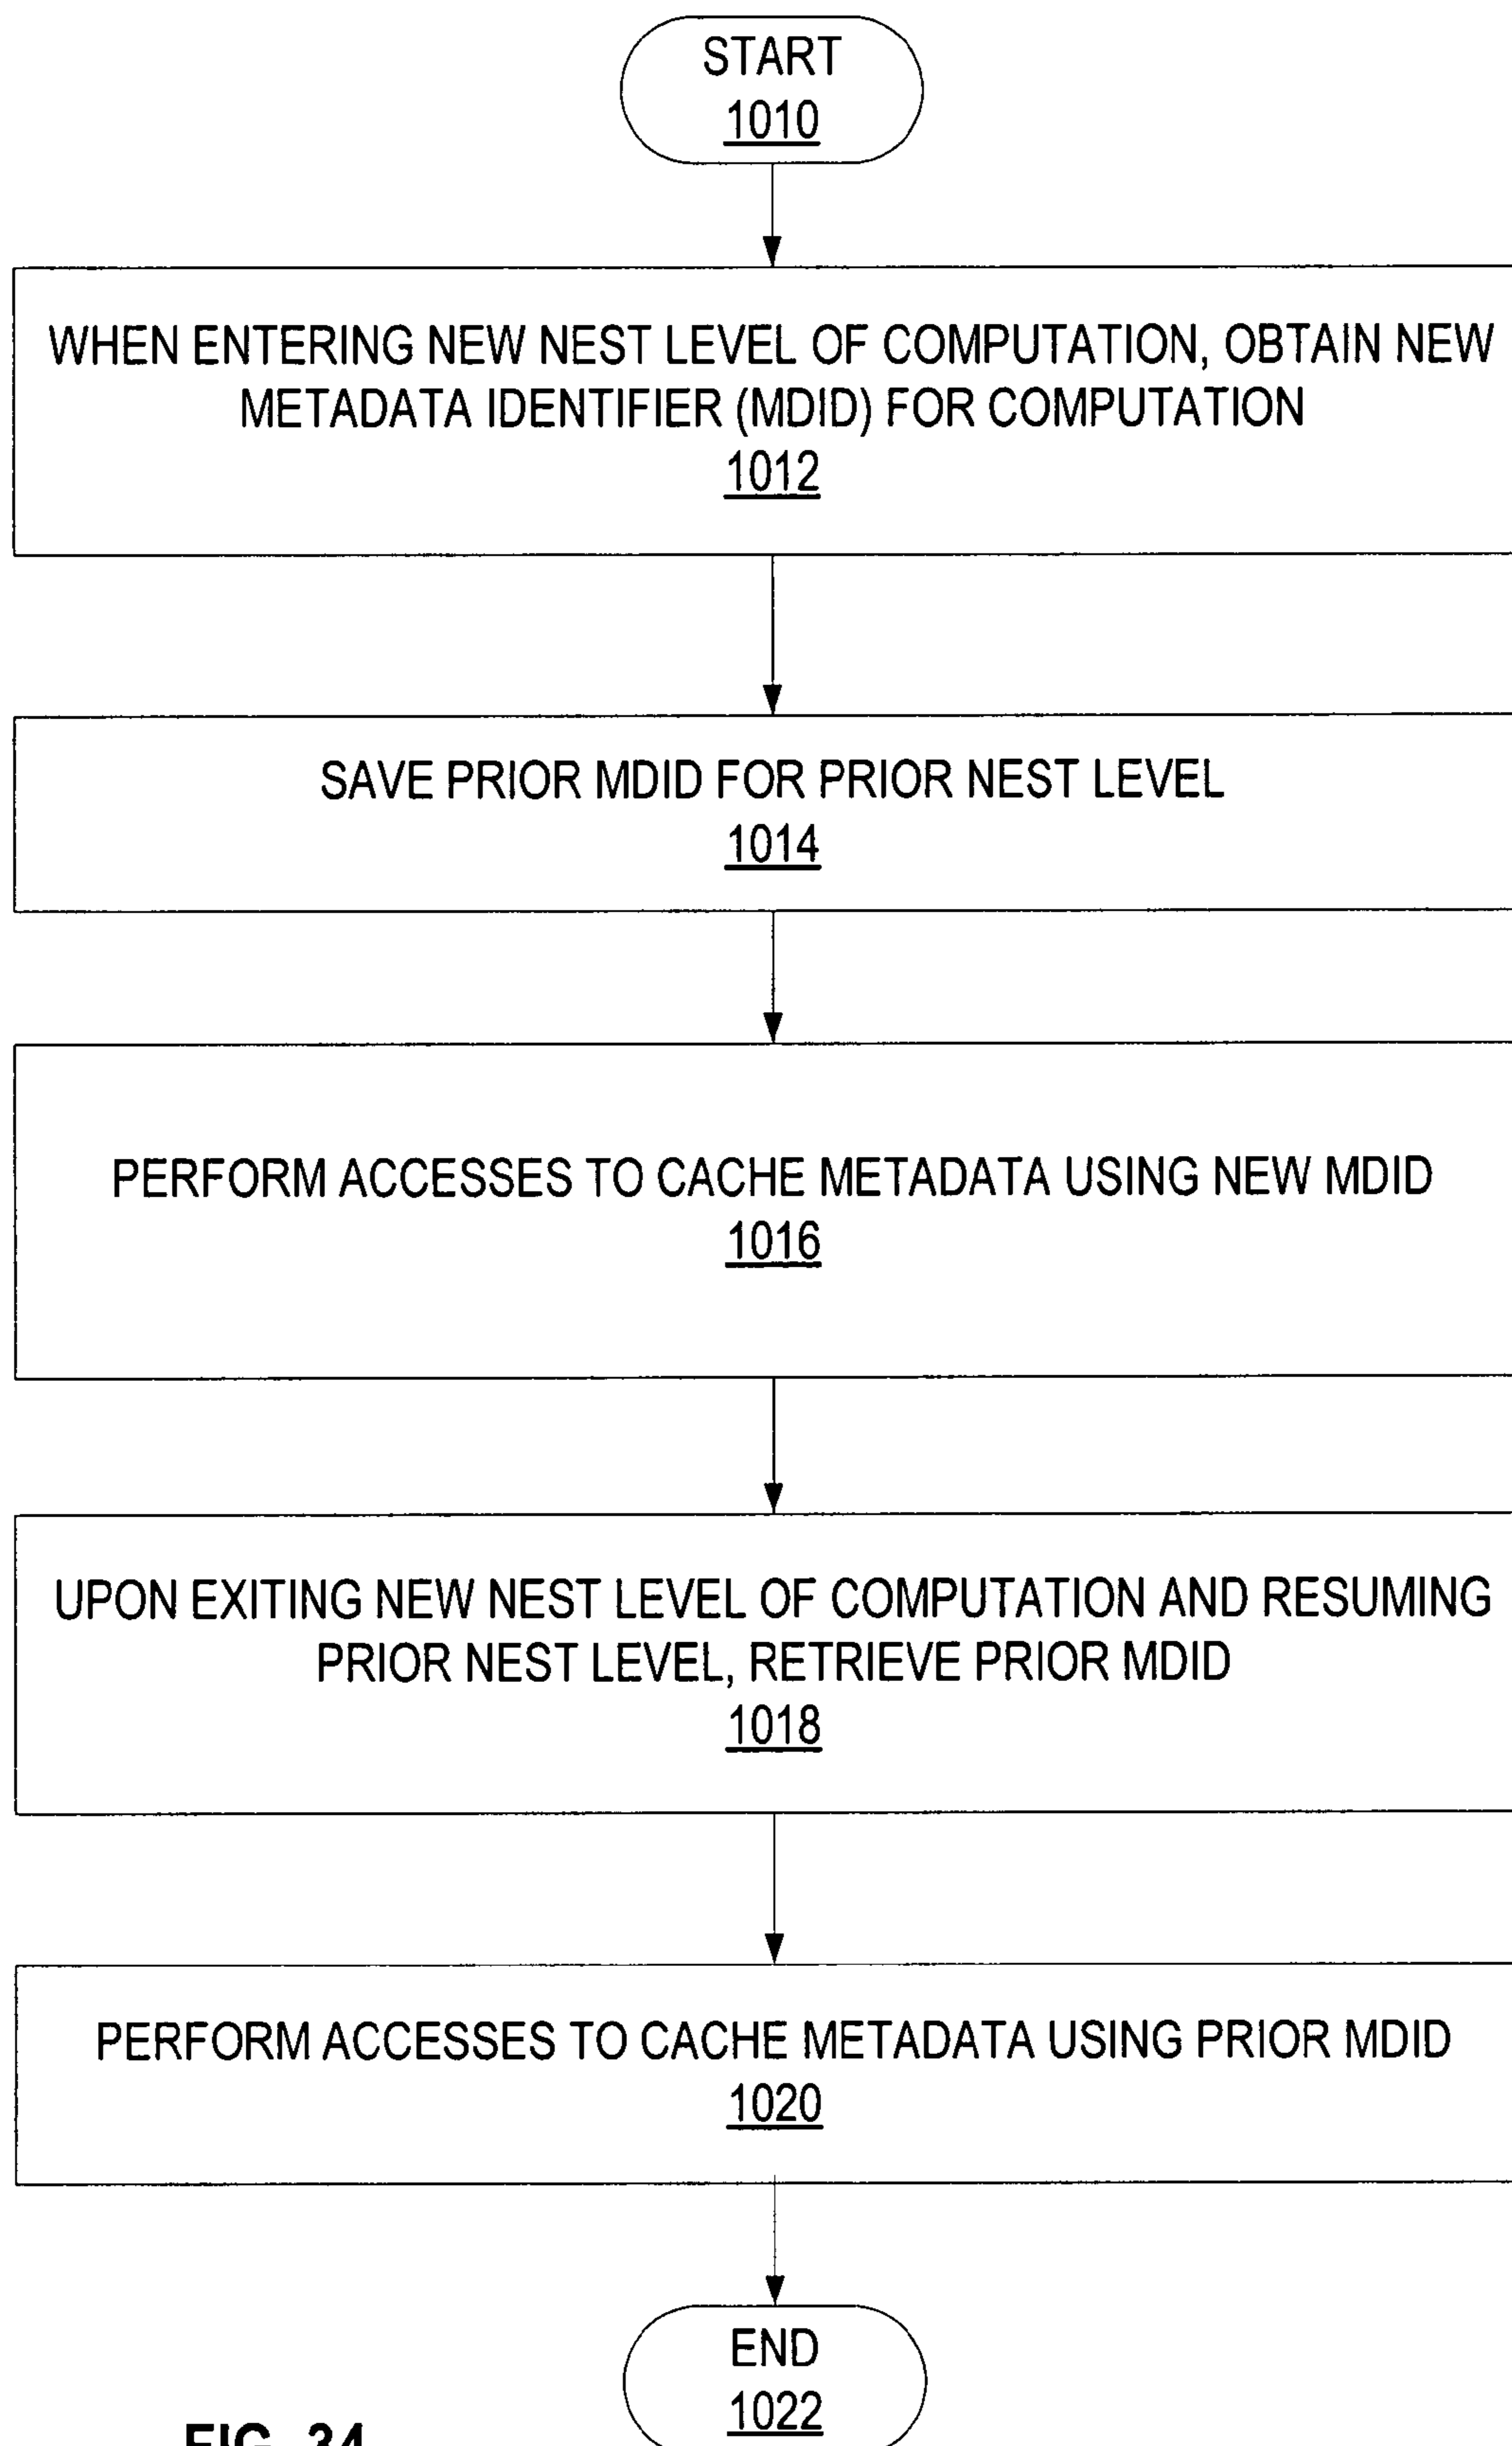 START
1010
WHEN ENTERING NEW NEST LEVEL OF COMPUTATION, OBTAIN NEW
METADATA IDENTIFIER (MDID) FOR COMPUTATION
1012
SAVE PRIOR MDID FOR PRIOR NEST LEVEL
1014
PERFORM ACCESSES TO CACHE METADATA USING NEW MDID
1016
UPON EXITING NEW NEST LEVEL OF COMPUTATION AND RESUMING
PRIOR NEST LEVEL, RETRIEVE PRIOR MDID
1018
PERFORM ACCESSES TO CACHE METADATA USING PRIOR MDID
1020
END
1022
FIG. 34